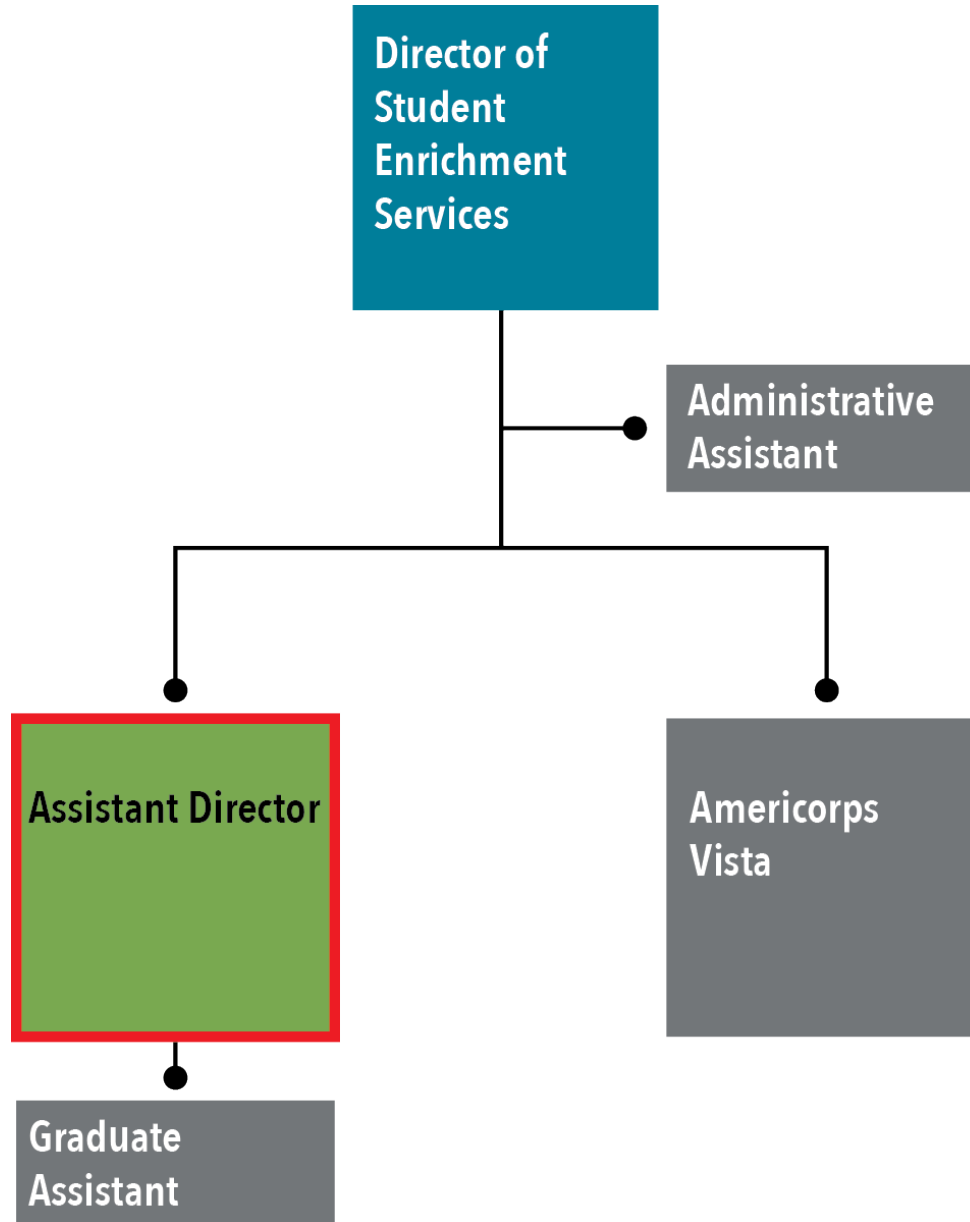 Director of
Student
Enrichment
Services
Administrative
Assistant
Assistant Director
Americorps
Vista
Graduate
Assistant